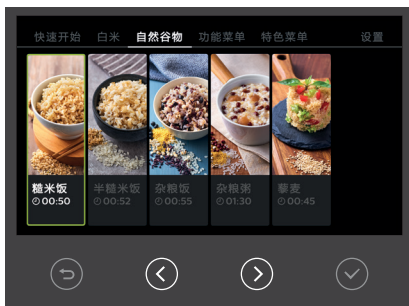 快速开始 白米 自然谷物 功能菜单 特色菜单 设置
糙米饭 半糙米饭 杂粮饭 杂粮粥 藜麦
00:50 00:52 00:55 01:30 00:45